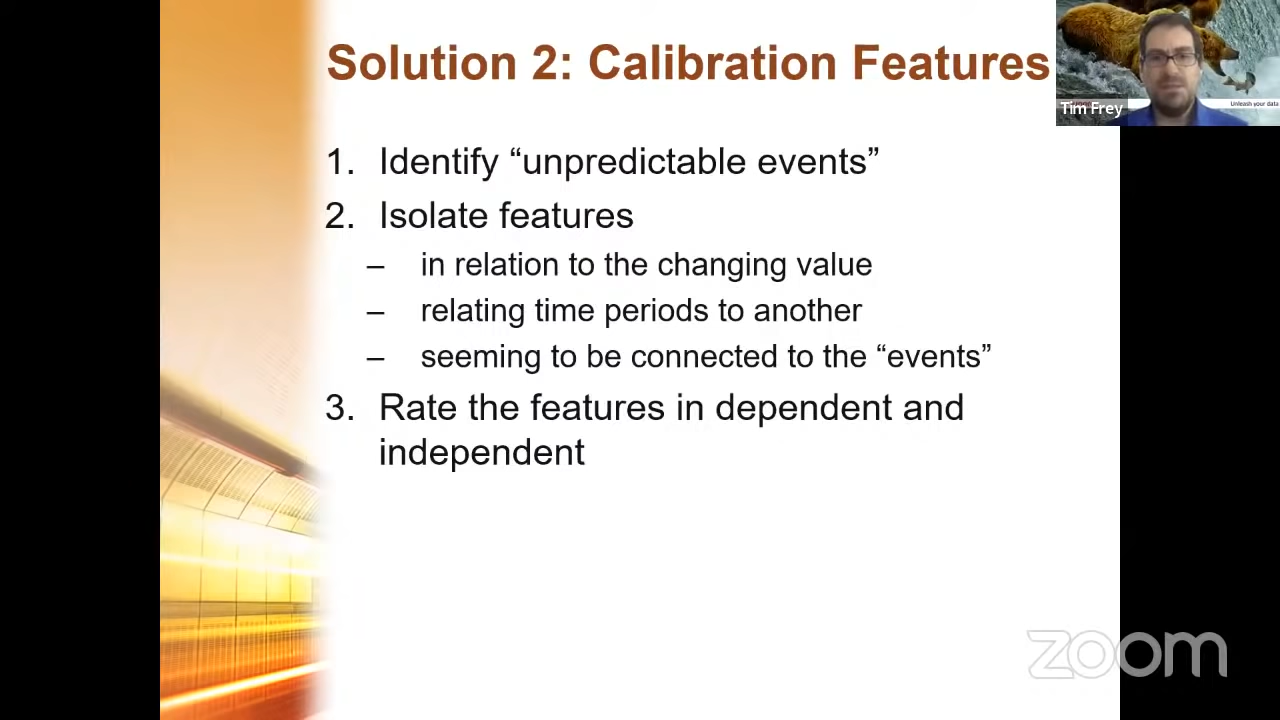 Solution 2: Calibration Features
Tim Frey
Unleash your data
1. Identify “unpredictable events”
2. Isolate features
– in relation to the changing value
– relating time periods to another
– seeming to be connected to the “events”
3. Rate the features in dependent and
independent
zoom